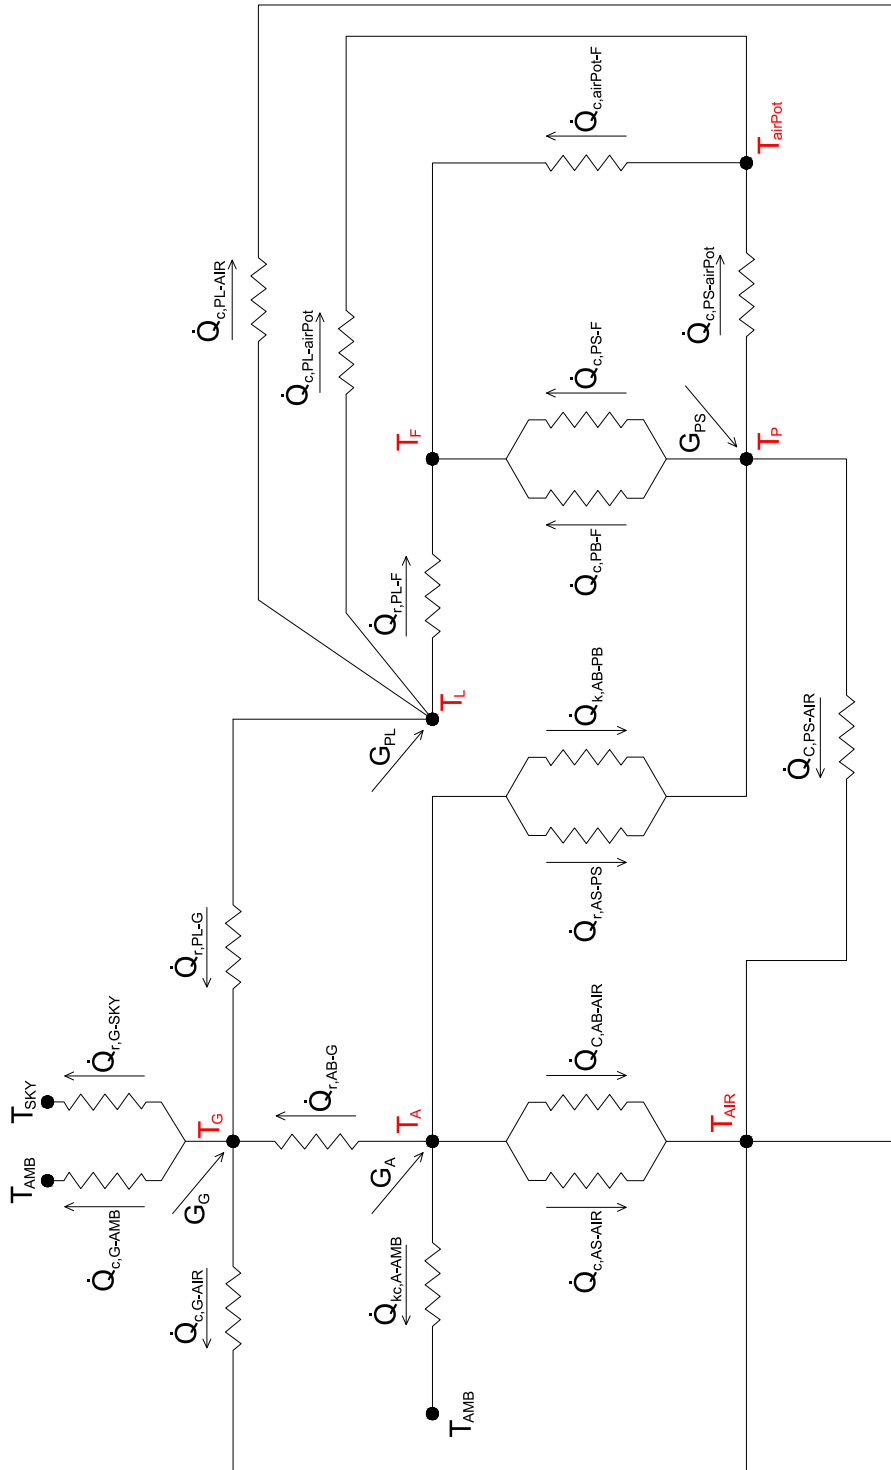 Q̇c,PL-AIR
Q̇c,PL-airPot
Q̇c,airPot-F
TairPot
Q̇c,PS-airPot
Q̇c,PS-F
GPS
TP
TF
Q̇c,PB-F
Q̇r,PL-F
TL
GPL
Q̇k,AB-PB
Q̇r,AS-PS
Q̇C,PS-AIR
Q̇r,PL-G
Q̇r,G-SKY
TSKY
TAMB
Q̇c,G-AMB
TG
GG
Q̇r,AB-G
TA
GA
Q̇C,AB-AIR
TAIR
Q̇c,AS-AIR
Q̇c,G-AIR
Q̇kc,A-AMB
TAMB